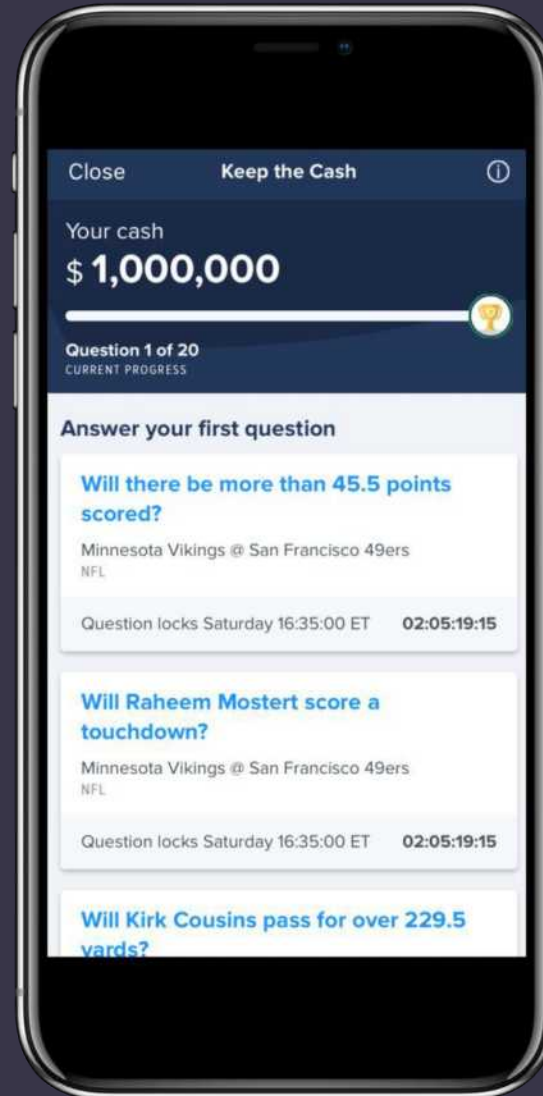 Close Keep the Cash
Your cash
$ 1,000,000
Question 1 of 20
CURRENT PROGRESS
Answer your first question
Will there be more than 45.5 points
scored?
Minnesota Vikings @ San Francisco 49ers
NFL
Question locks Saturday 16:35:00 ET 02:05:19:15
Will Raheem Mostert score a
touchdown?
Minnesota Vikings @ San Francisco 49ers
NFL
Question locks Saturday 16:35:00 ET 02:05:19:15
Will Kirk Cousins pass for over 229.5
yards?